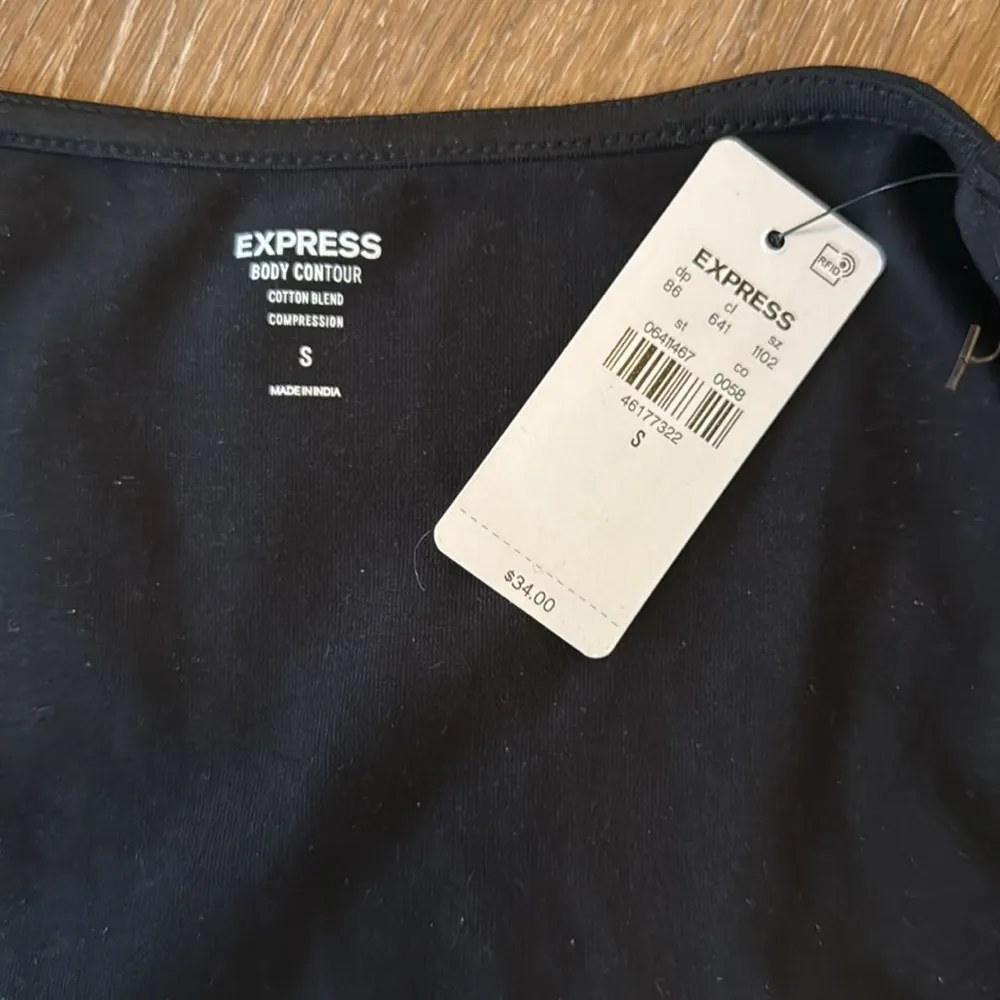 EXPRESS
BODY CONTOUR
COTTON BLEND
COMPRESSION
S
MADE IN INDIA
RFID
EXPRESS
dp cl sz
86 641 1102
st co
06411467 0058
46177322
S
$34.00